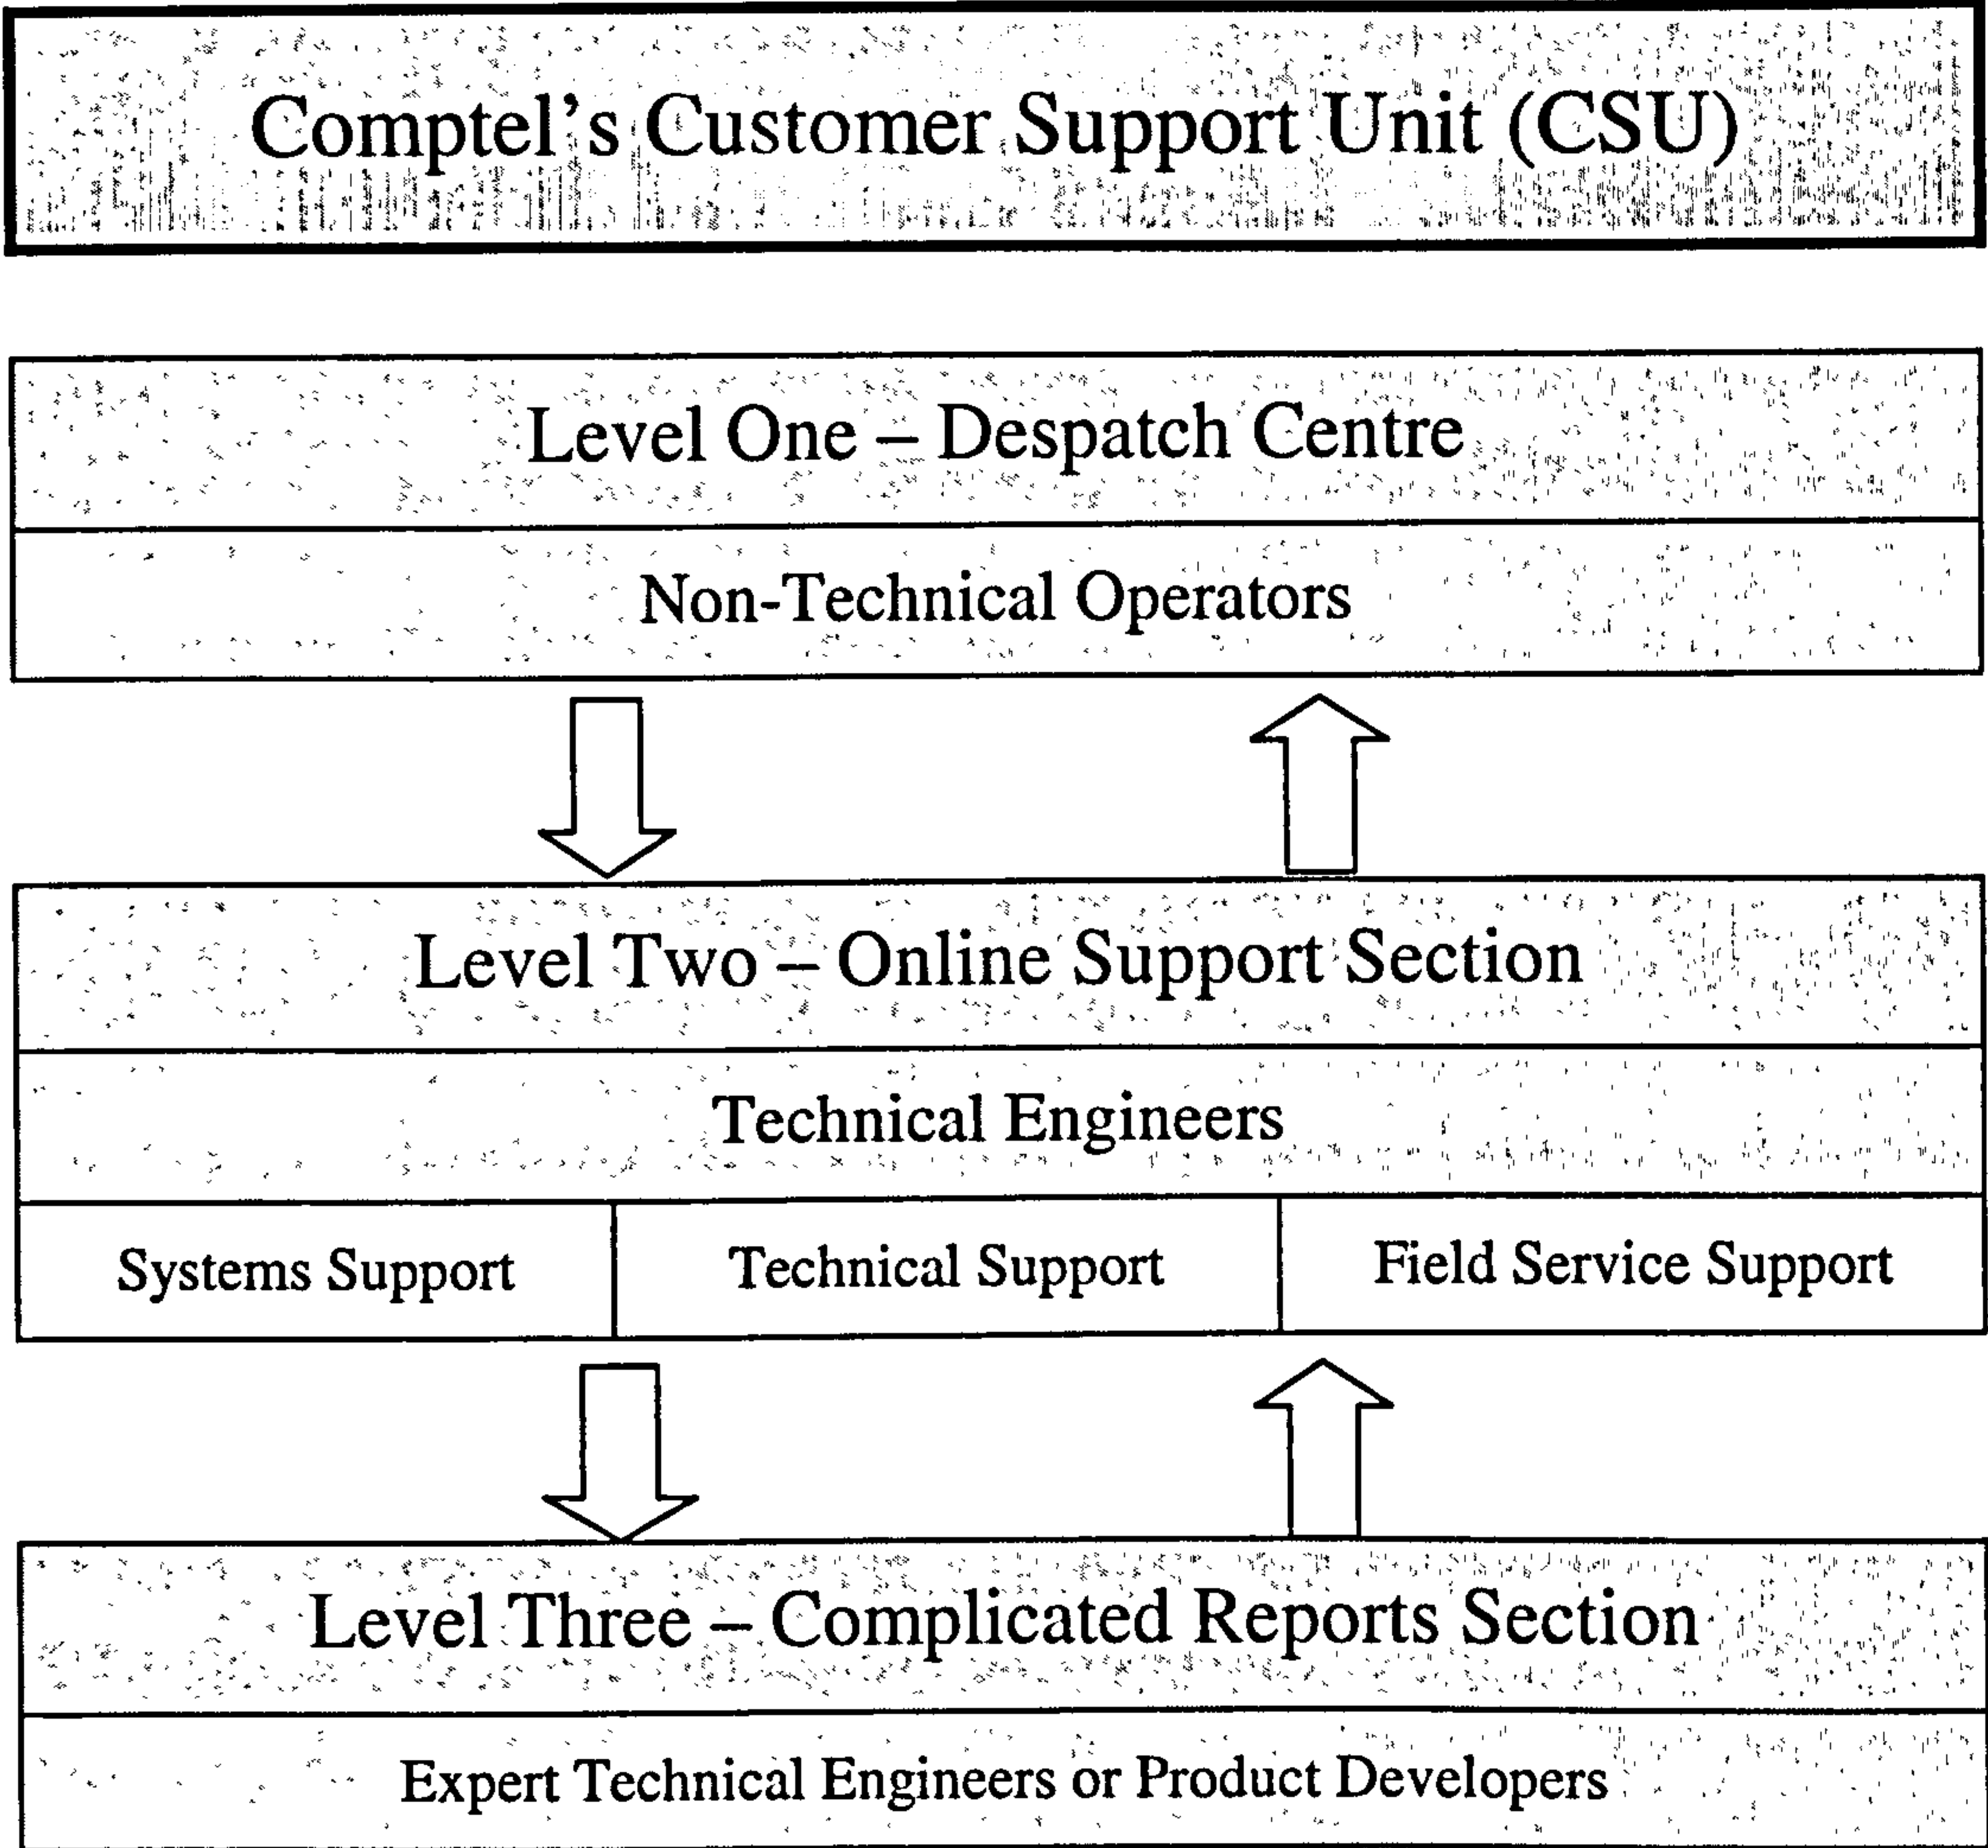 Comptel's Customer Support Unit (CSU)
Level One – Despatch Centre
Non-Technical Operators
Level Two – Online Support Section
Technical Engineers
Systems Support
Technical Support
Field Service Support
Level Three – Complicated Reports Section
Expert Technical Engineers or Product Developers